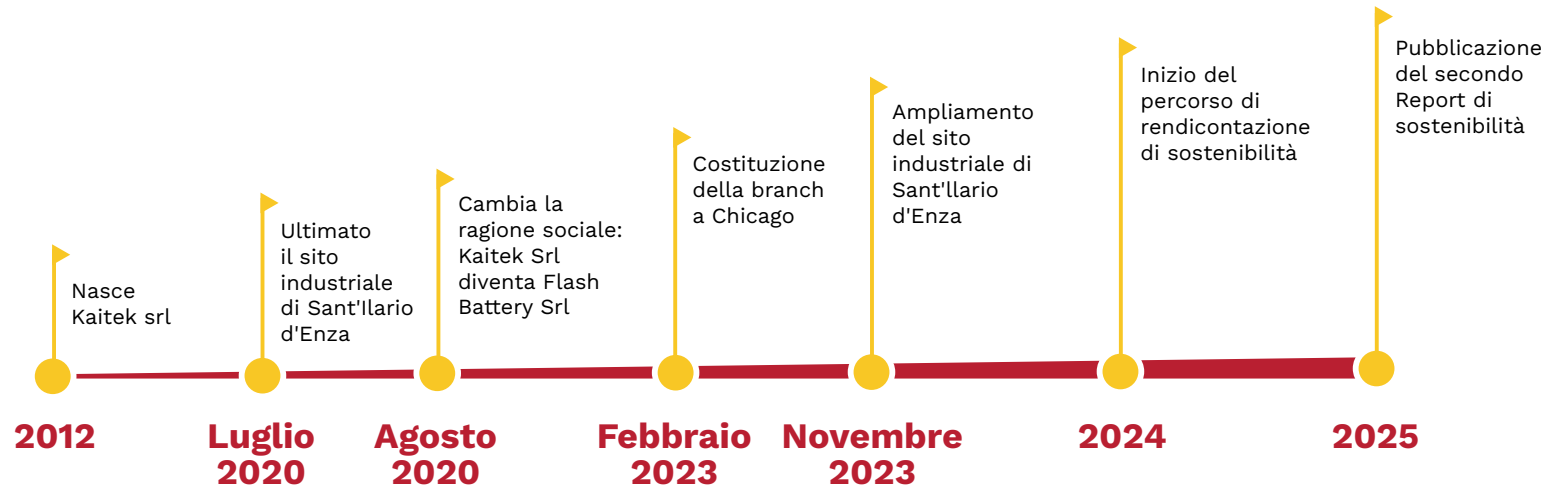 Nasce
Kaitek srl
2012
Ultimato
il sito
industriale
di Sant'Ilario
d'Enza
Luglio
2020
Cambia la
ragione sociale:
Kaitek Srl
diventa Flash
Battery Srl
Agosto
2020
Costituzione
della branch
a Chicago
Febbraio
2023
Ampliamento
del sito
industriale di
Sant'Ilario
d'Enza
Novembre
2023
Inizio del
percorso di
rendicontazione
di sostenibilità
2024
Pubblicazione
del secondo
Report di
sostenibilità
2025